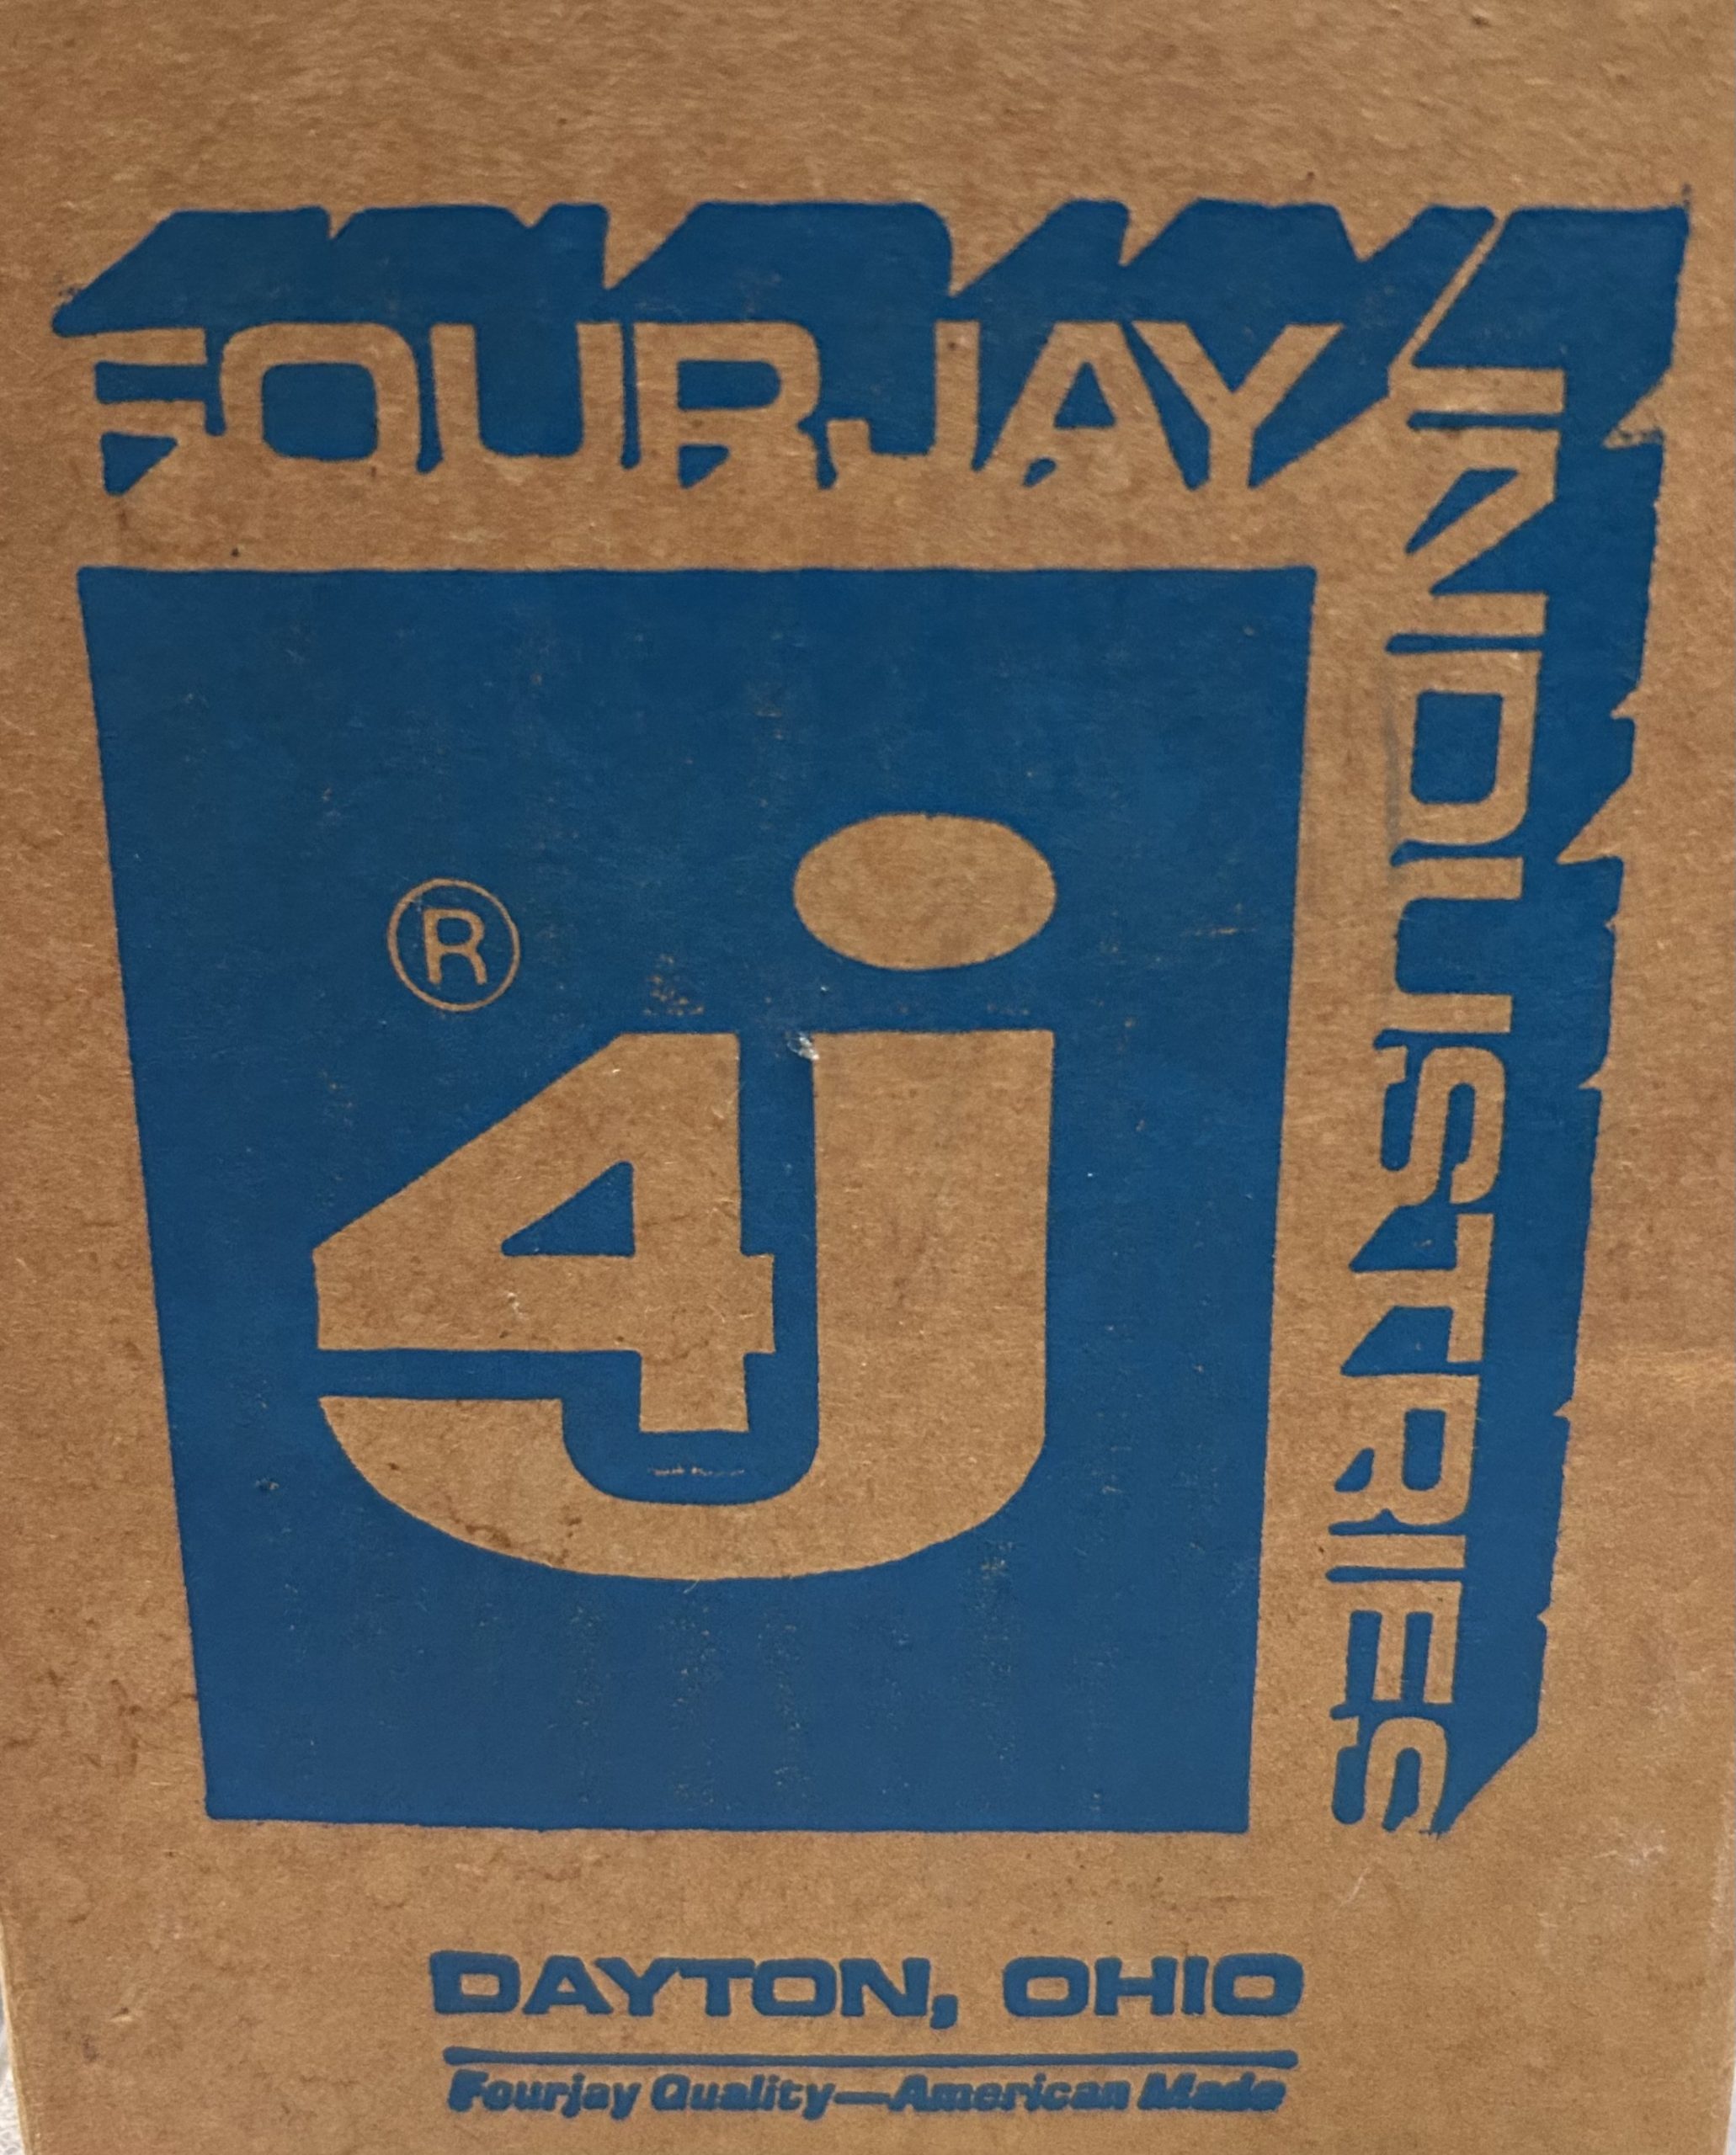 FOURJAY
INDUSTRIES
®
4j
DAYTON, OHIO
Fourjay Quality—American Made